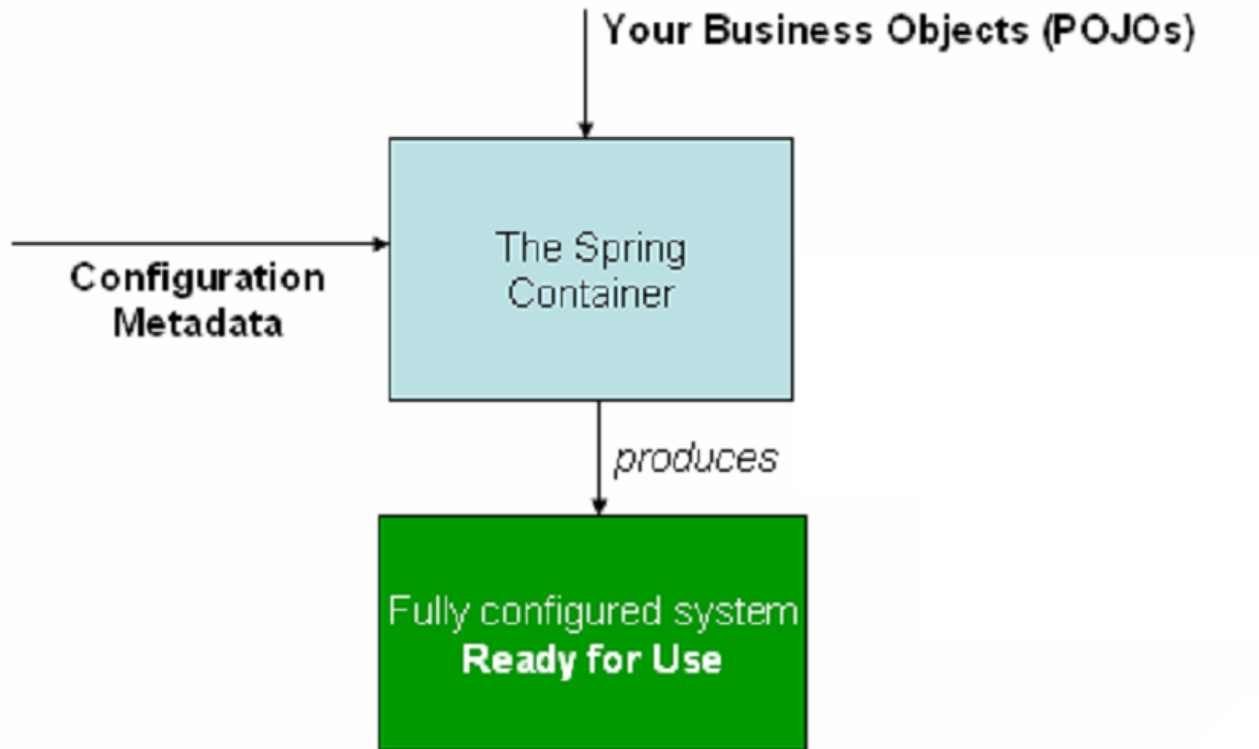 Your Business Objects (POJOs)
The Spring
Container
Configuration
Metadata
produces
Fully configured system
Ready for Use